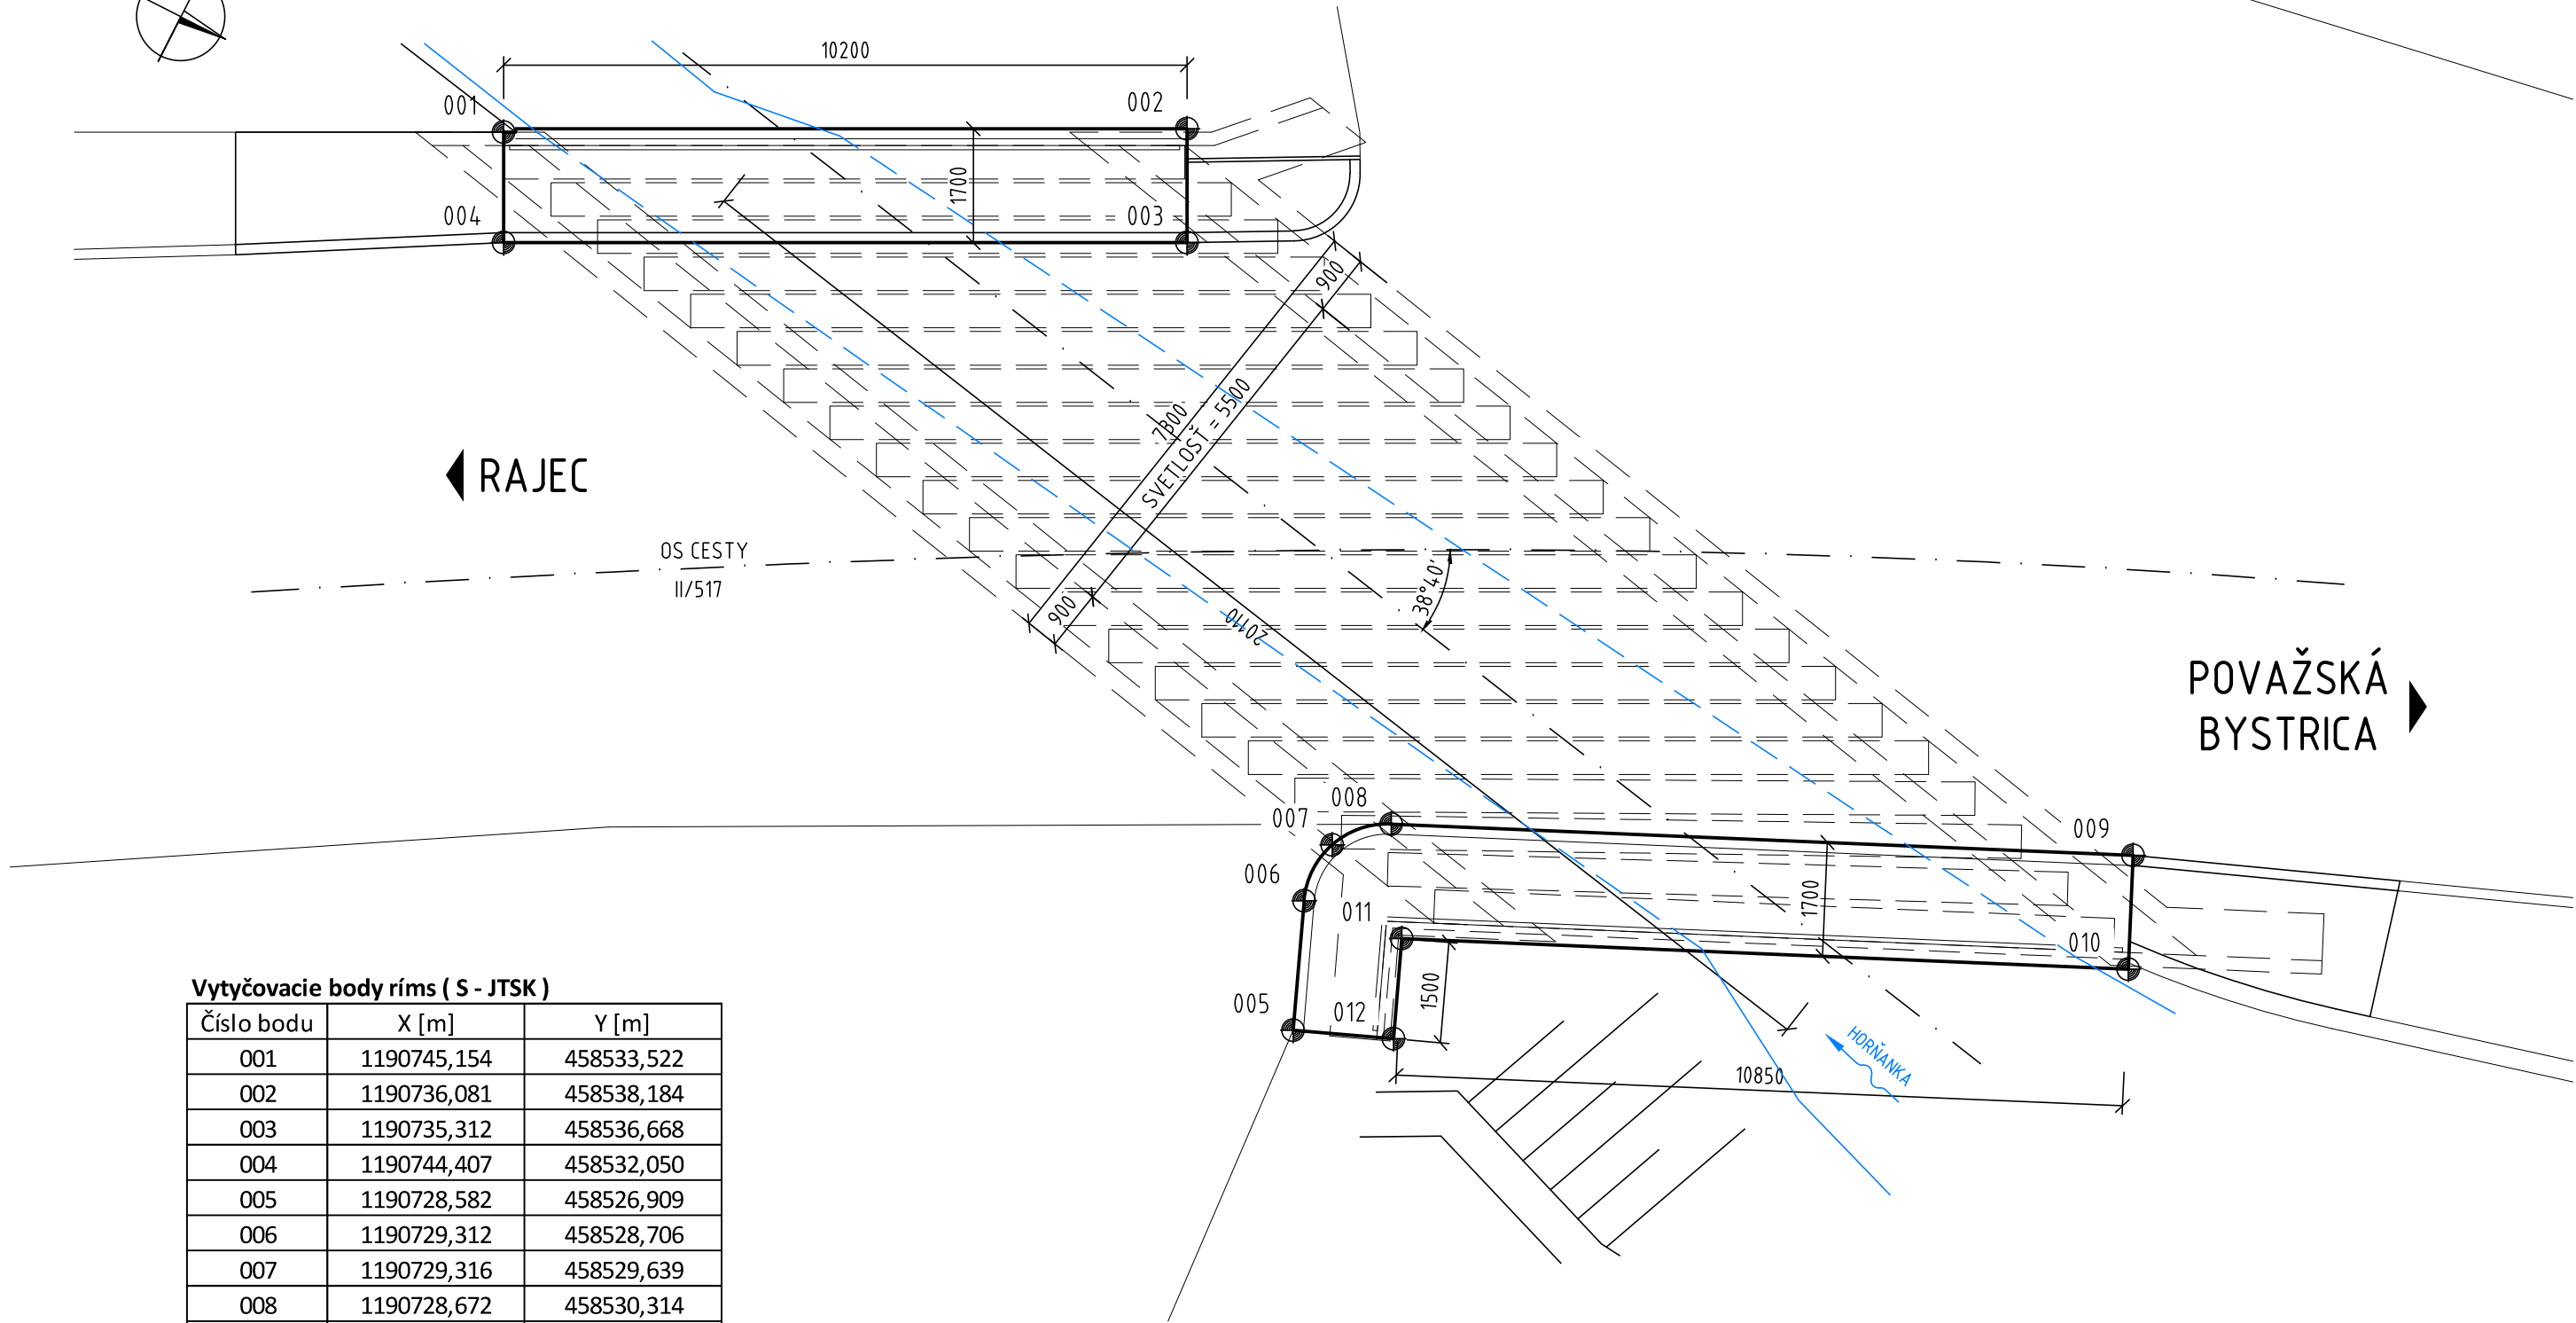 10200
001
002
1700
004
003
900
7300
SVETLOŠŤ = 5500
RAJEC
OS CESTY
II/517
38°40'
900
20110
POVAŽSKÁ
BYSTRICA
008
007
009
006
011
1700
010
005
012
1500
HORŇANKA
10850
Vytyčovacie body ríms ( S - JTSK )
Číslo bodu X [m] Y [m]
001 1190745,154 458533,522
002 1190736,081 458538,184
003 1190735,312 458536,668
004 1190744,407 458532,050
005 1190728,582 458526,909
006 1190729,312 458528,706
007 1190729,316 458529,639
008 1190728,672 458530,314